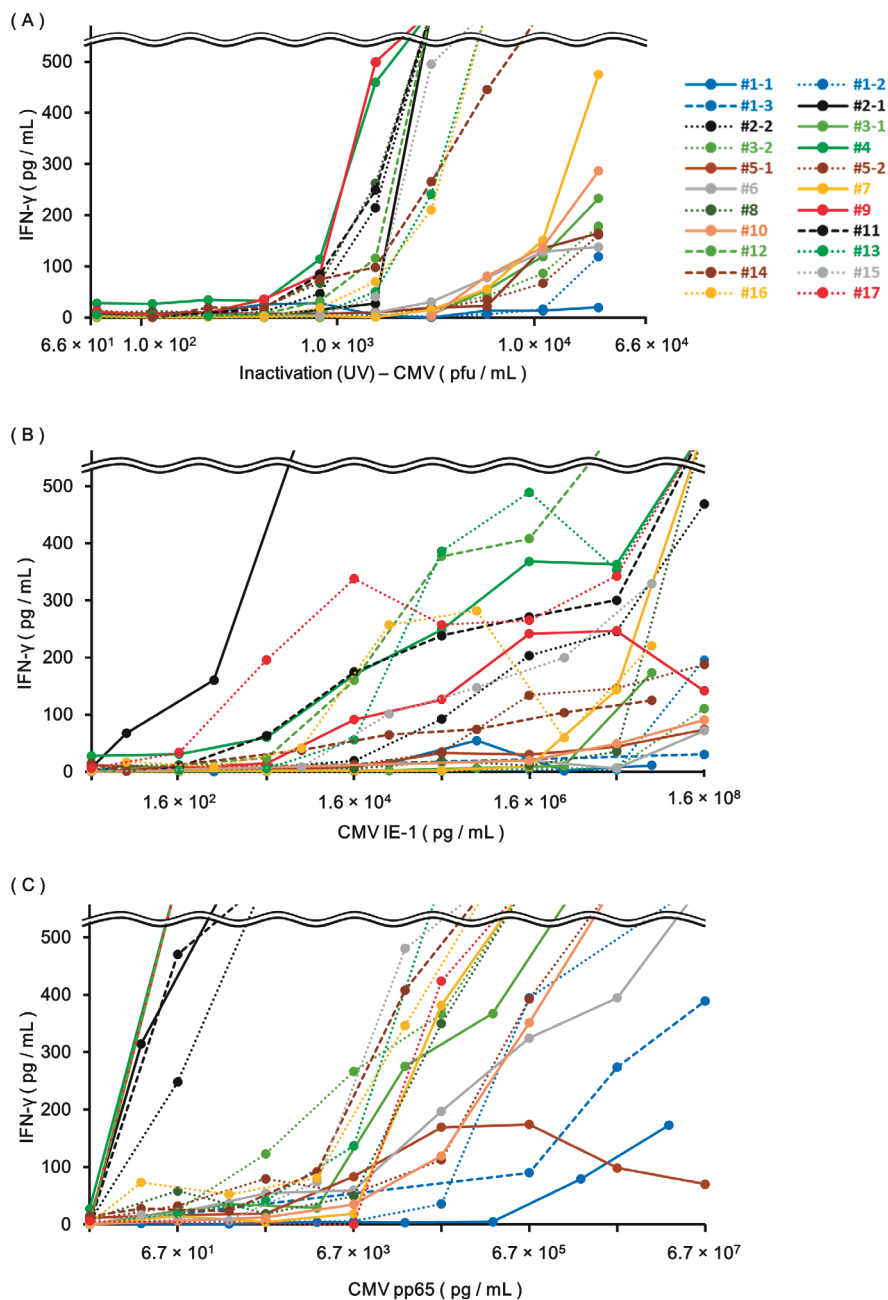 ( A )
500
400
300
200
100
0
IFN-γ ( pg / mL )
6.6 × 10¹ 1.0 × 10² 1.0 × 10³ 1.0 × 10⁴ 6.6 × 10⁴
Inactivation (UV) – CMV ( pfu / mL )
#1-1 #1-2
#1-3 #2-1
#2-2 #3-1
#3-2 #4
#5-1 #5-2
#6 #7
#8 #9
#10 #11
#12 #13
#14 #15
#16 #17
( B )
500
400
300
200
100
0
IFN-γ ( pg / mL )
1.6 × 10² 1.6 × 10⁴ 1.6 × 10⁶ 1.6 × 10⁸
CMV IE-1 ( pg / mL )
( C )
500
400
300
200
100
0
IFN-γ ( pg / mL )
6.7 × 10¹ 6.7 × 10³ 6.7 × 10⁵ 6.7 × 10⁷
CMV pp65 ( pg / mL )